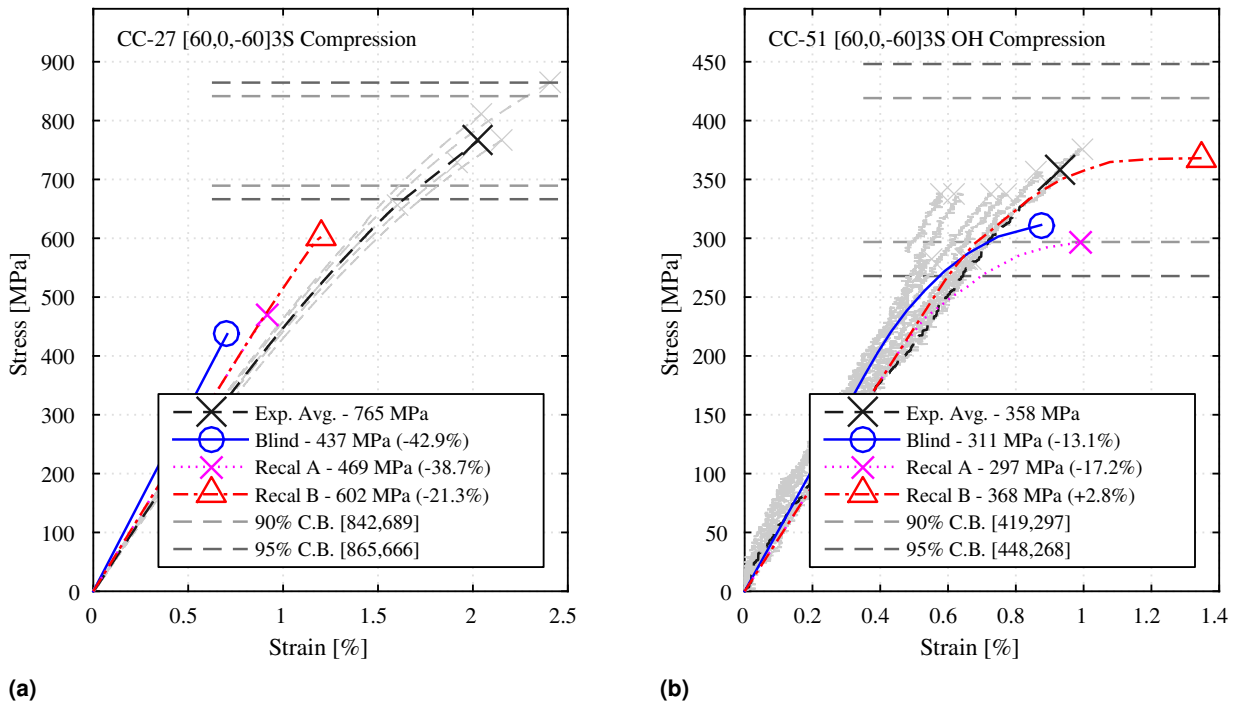 CC-27 [60,0,-60]3S Compression
900
800
700
600
500
400
300
200
100
0
Stress [MPa]
Exp. Avg. - 765 MPa
Blind - 437 MPa (-42.9%)
Recal A - 469 MPa (-38.7%)
Recal B - 602 MPa (-21.3%)
90% C.B. [842,689]
95% C.B. [865,666]
0 0.5 1 1.5 2 2.5
Strain [%]
(a)
CC-51 [60,0,-60]3S OH Compression
450
400
350
300
250
200
150
100
50
0
Stress [MPa]
Exp. Avg. - 358 MPa
Blind - 311 MPa (-13.1%)
Recal A - 297 MPa (-17.2%)
Recal B - 368 MPa (+2.8%)
90% C.B. [419,297]
95% C.B. [448,268]
0 0.2 0.4 0.6 0.8 1 1.2 1.4
Strain [%]
(b)